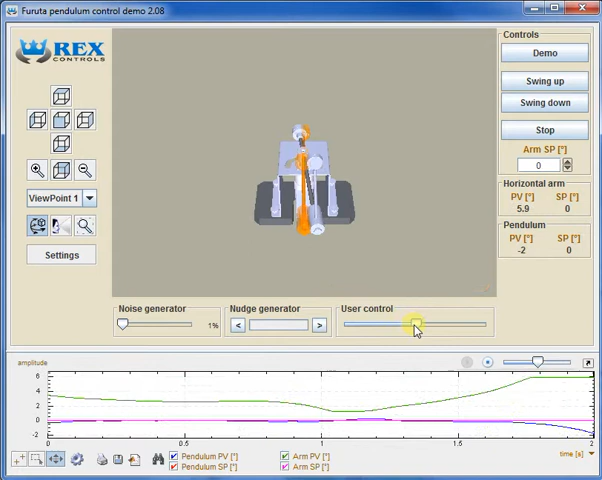 Furuta pendulum control demo 2.08
REX
CONTROLS
ViewPoint 1
Settings
Controls
Demo
Swing up
Swing down
Stop
Arm SP [°]
0
Horizontal arm
PV [°] SP [°]
5.9 0
Pendulum
PV [°] SP [°]
-2 0
Noise generator
1%
Nudge generator
< >
User control
amplitude
6
4
2
0
-2
0 0.5 1 1.5 2
time [s]
Pendulum PV [°] Arm PV [°]
Pendulum SP [°] Arm SP [°]